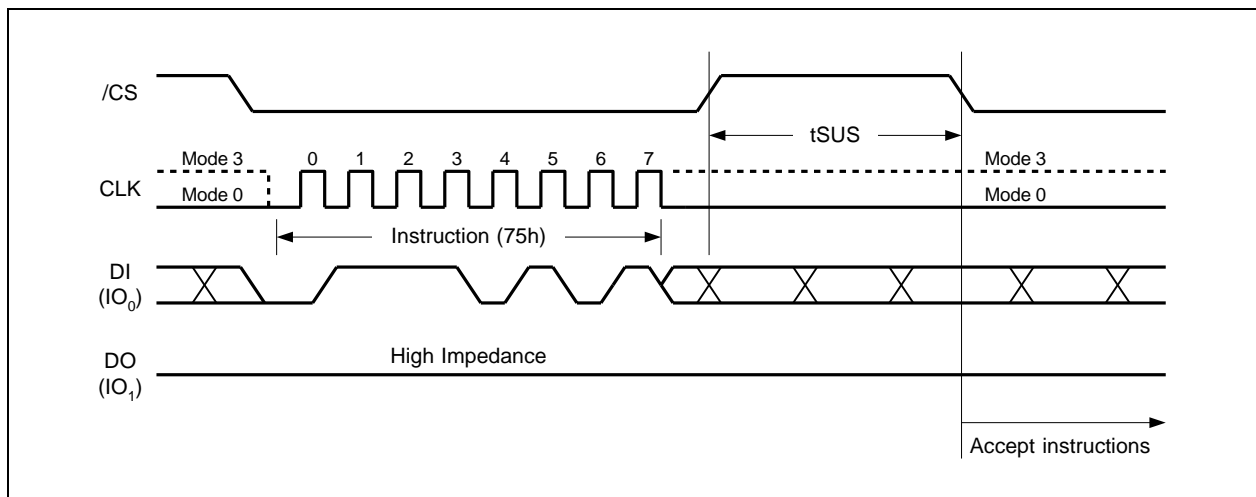 /CS
tSUS
Mode 3 0 1 2 3 4 5 6 7 Mode 3
CLK
Mode 0 Mode 0
Instruction (75h)
DI
(IO0)
High Impedance
DO
(IO1)
Accept instructions